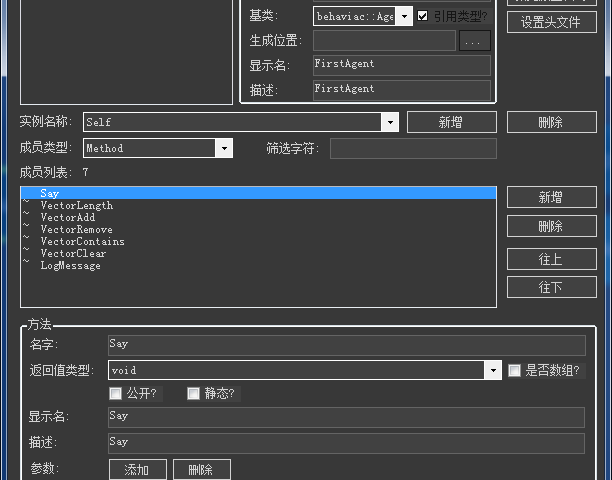 基类: behaviac::Age 引用类型?
设置头文件
生成位置: ...
显示名: FirstAgent
描述: FirstAgent
实例名称: Self 新增 删除
成员类型: Method 筛选字符:
成员列表: 7
Say
~ VectorLength
~ VectorAdd
~ VectorRemove
~ VectorContains
~ VectorClear
~ LogMessage
新增
删除
往上
往下
方法
名字: Say
返回值类型: void 是否数组?
公开? 静态?
显示名: Say
描述: Say
参数: 添加 删除